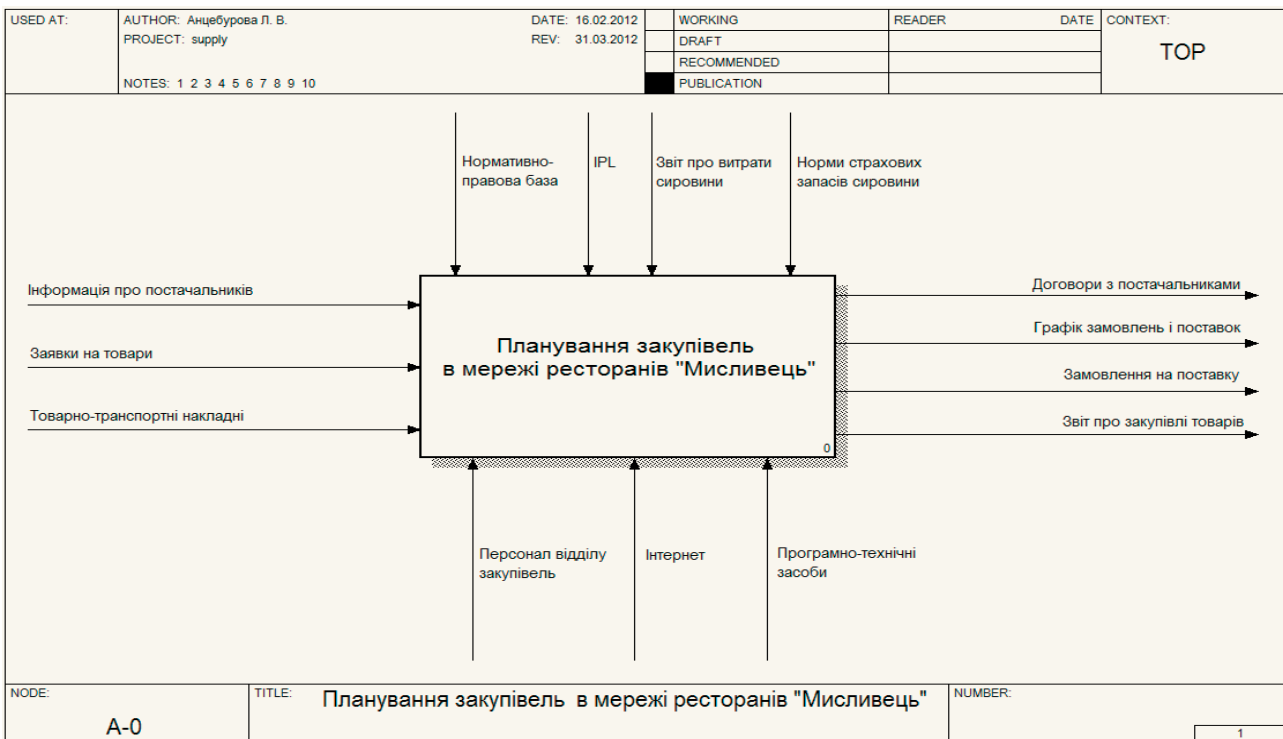 USED AT:
AUTHOR: Анцебурова Л. В.
DATE: 16.02.2012
WORKING
READER
DATE
CONTEXT:
PROJECT: supply
REV: 31.03.2012
DRAFT
TOP
RECOMMENDED
NOTES: 1 2 3 4 5 6 7 8 9 10
PUBLICATION
Нормативно-
правова база
IPL
Звіт про витрати
сировини
Норми страхових
запасів сировини
Інформація про постачальників
Заявки на товари
Товарно-транспортні накладні
Планування закупівель
в мережі ресторанів "Мисливець"
0
Договори з постачальниками
Графік замовлень і поставок
Замовлення на поставку
Звіт про закупівлі товарів
Персонал відділу
закупівель
Інтернет
Програмно-технічні
засоби
NODE:
A-0
TITLE:
Планування закупівель в мережі ресторанів "Мисливець"
NUMBER:
1